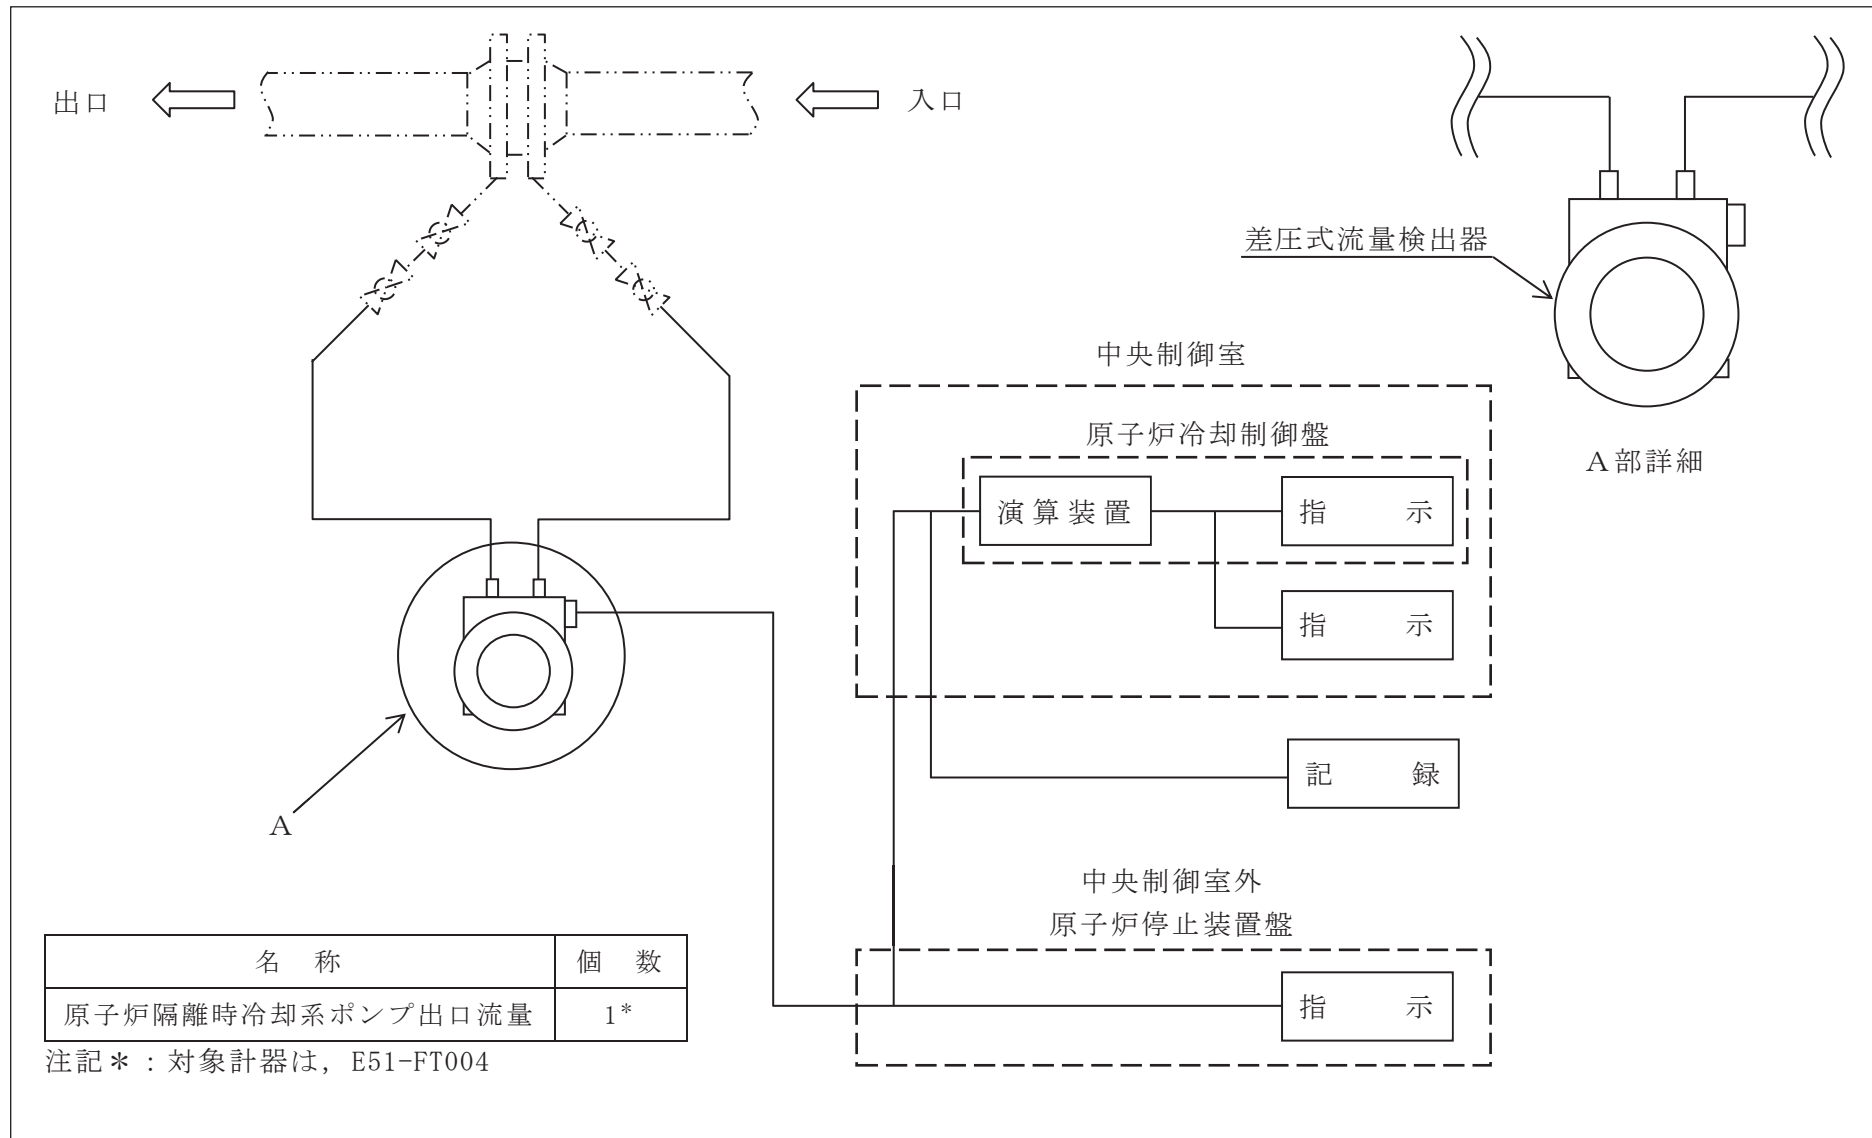 出口
入口
差圧式流量検出器
A部詳細
中央制御室
原子炉冷却制御盤
演算装置
指 示
指 示
記 録
A
中央制御室外
原子炉停止装置盤
指 示
名 称 個 数
原子炉隔離時冷却系ポンプ出口流量 1*
注記*:対象計器は,E51-FT004